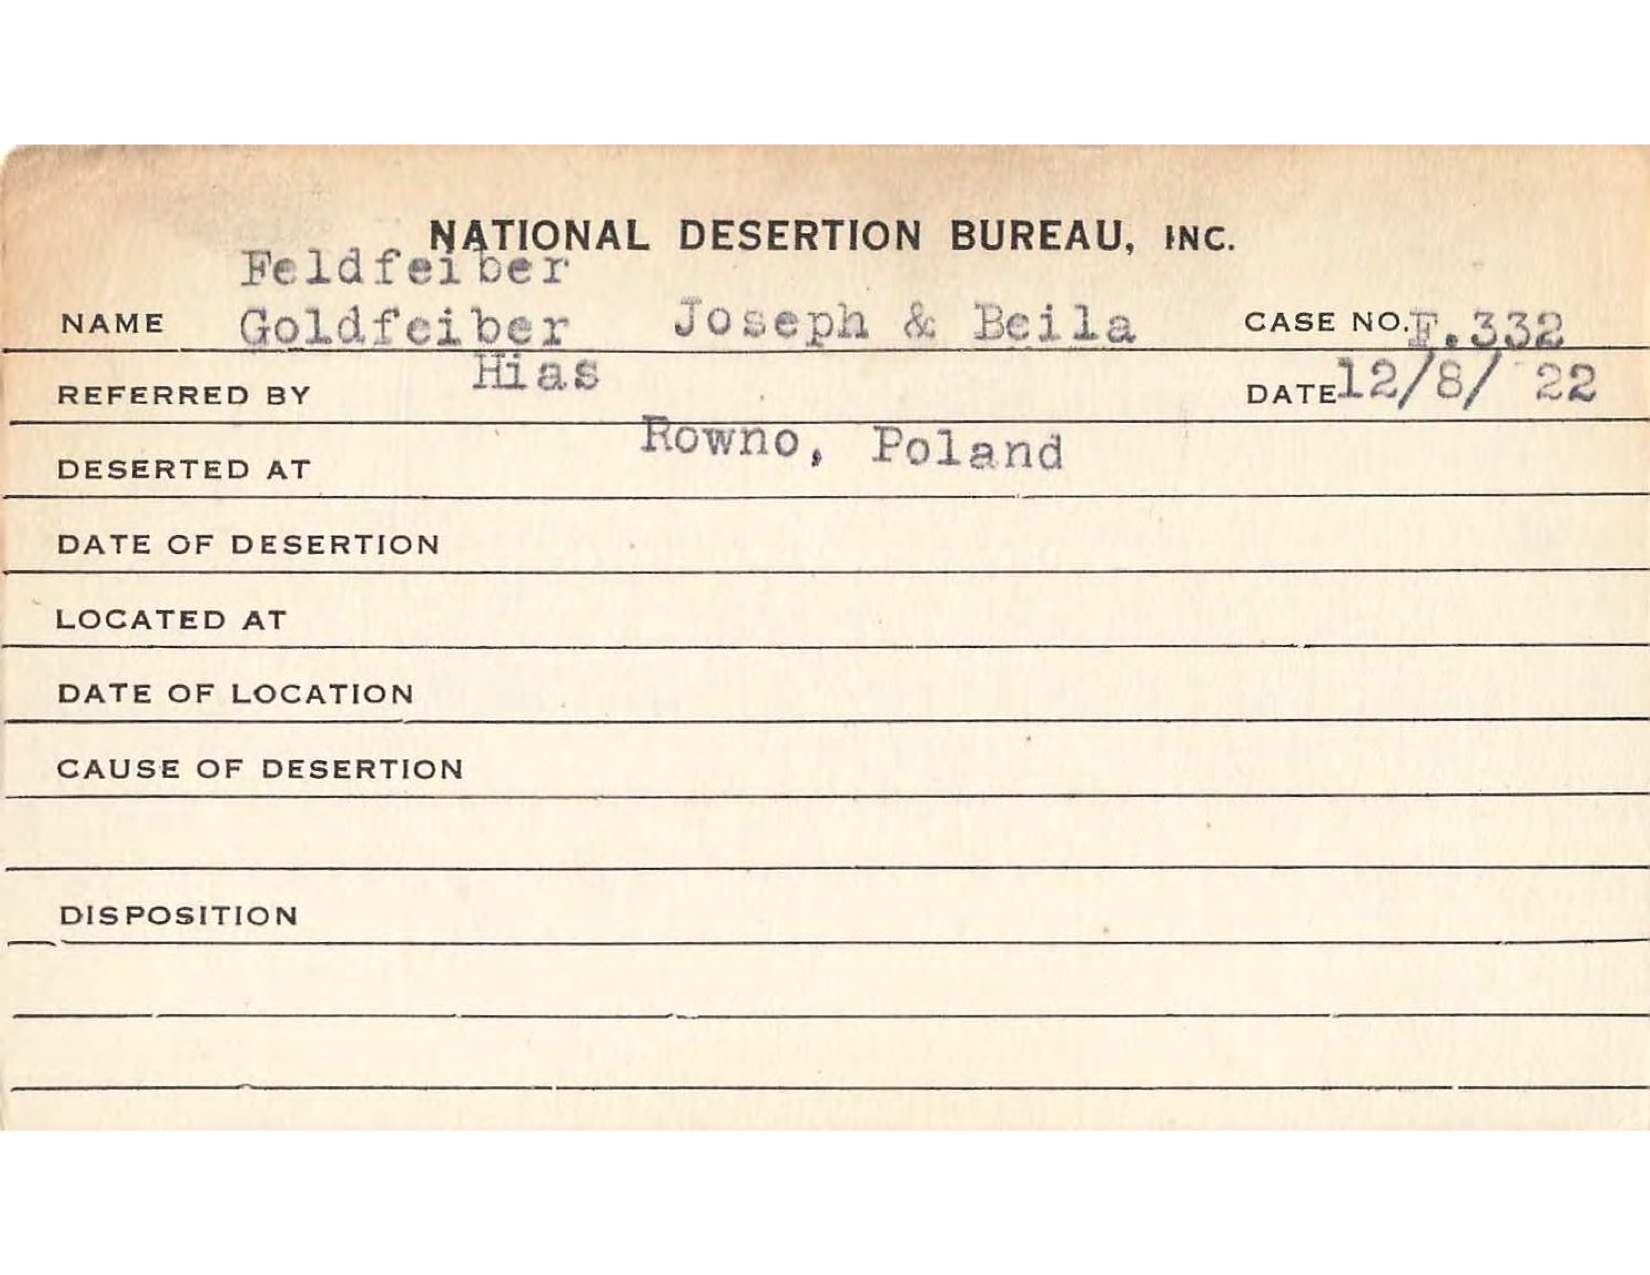 NATIONAL DESERTION BUREAU, INC.
Feldfeiber
NAME Goldfeiber Joseph & Beila CASE NO. F.332
REFERRED BY Hias DATE 12/8/ 22
DESERTED AT Rowno, Poland
DATE OF DESERTION
LOCATED AT
DATE OF LOCATION
CAUSE OF DESERTION
DISPOSITION